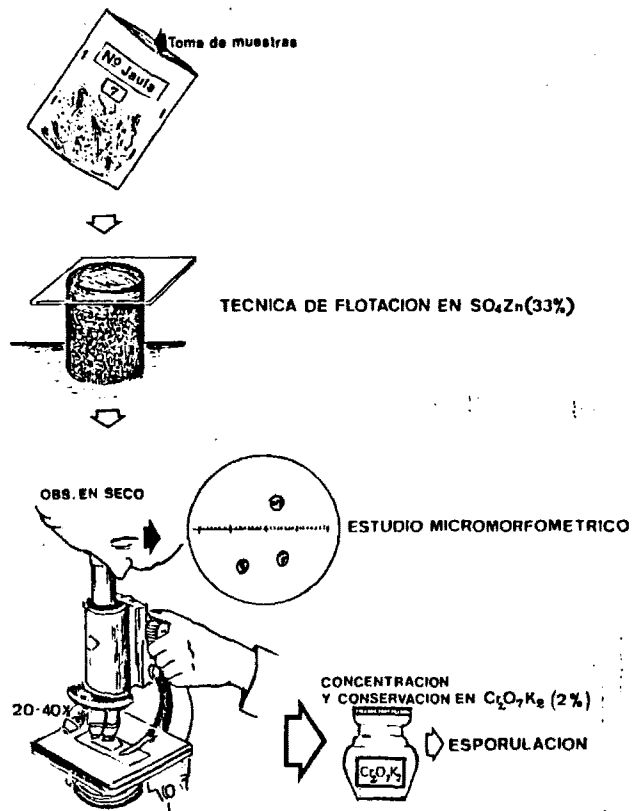 Toma de muestras
Nº Jaula
7
TECNICA DE FLOTACION EN SO₄Zn(33%)
OBS. EN SECO
ESTUDIO MICROMORFOMETRICO
20-40X
CONCENTRACION
Y CONSERVACION EN Cr₂O₇K₂ (2%)
Cr₂O₇K₂
ESPORULACION